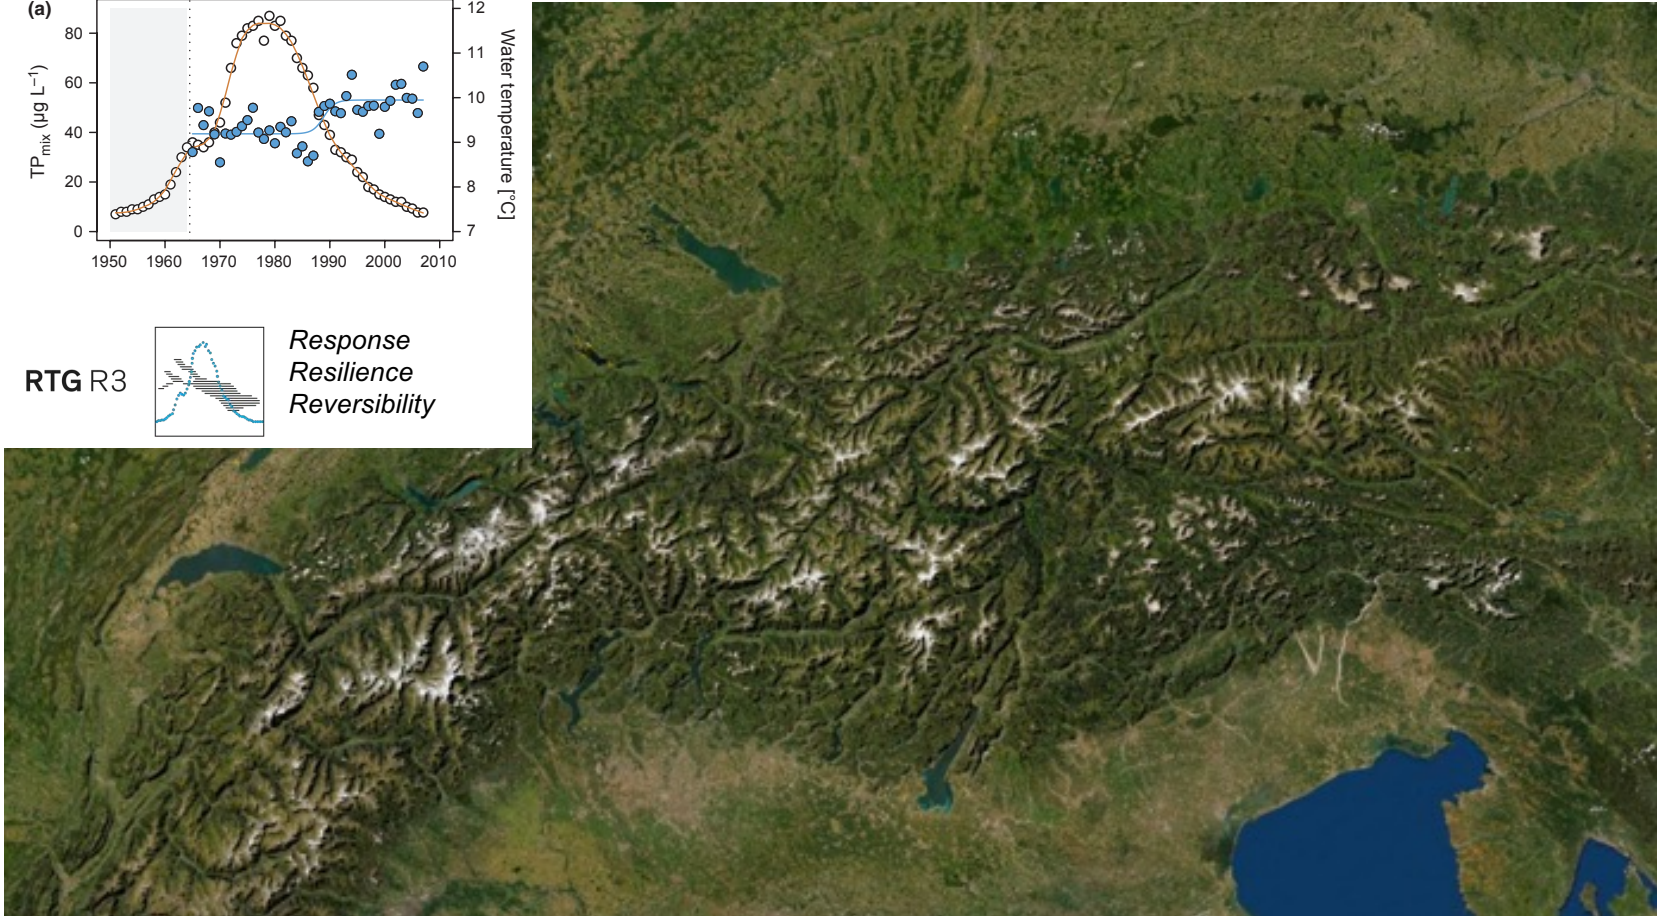 (a)
TPmix (µg L⁻¹)
80
60
40
20
0
12
11
10
9
8
7
Water temperature [°C]
1950 1960 1970 1980 1990 2000 2010
RTG R3
Response
Resilience
Reversibility